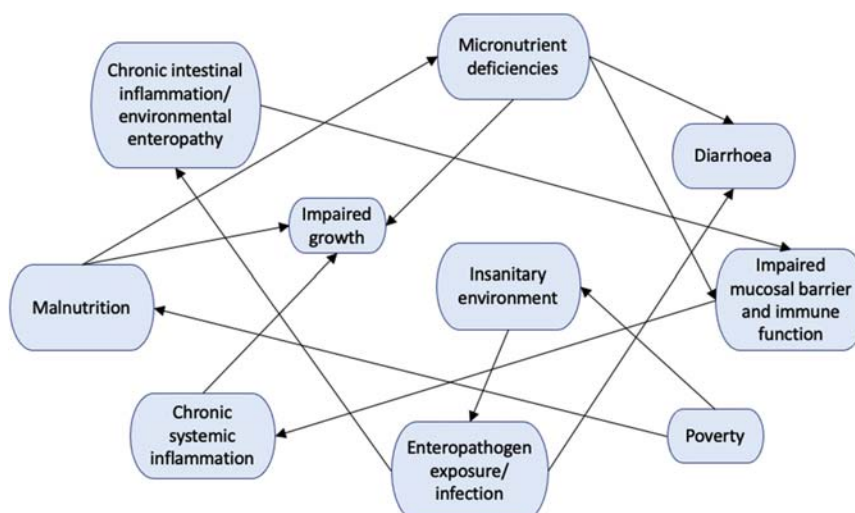 Micronutrient
deficiencies
Chronic intestinal
inflammation/
environmental
enteropathy
Diarrhoea
Impaired
growth
Malnutrition
Insanitary
environment
Impaired
mucosal barrier
and immune
function
Chronic
systemic
inflammation
Enteropathogen
exposure/
infection
Poverty